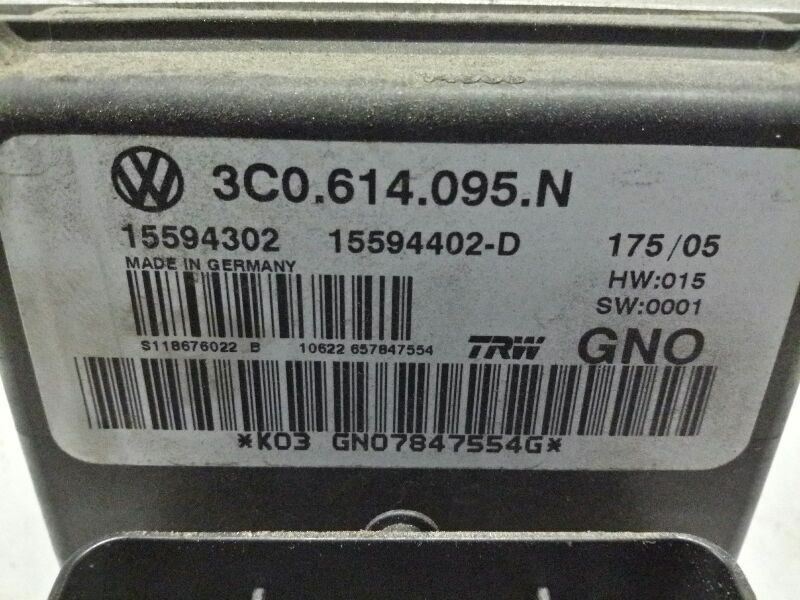 3C0.614.095.N
15594302 15594402-D 175/05
MADE IN GERMANY HW:015
SW:0001
S118676022 B 10622 657847554 TRW GNO
*K03 GNO7847554G*